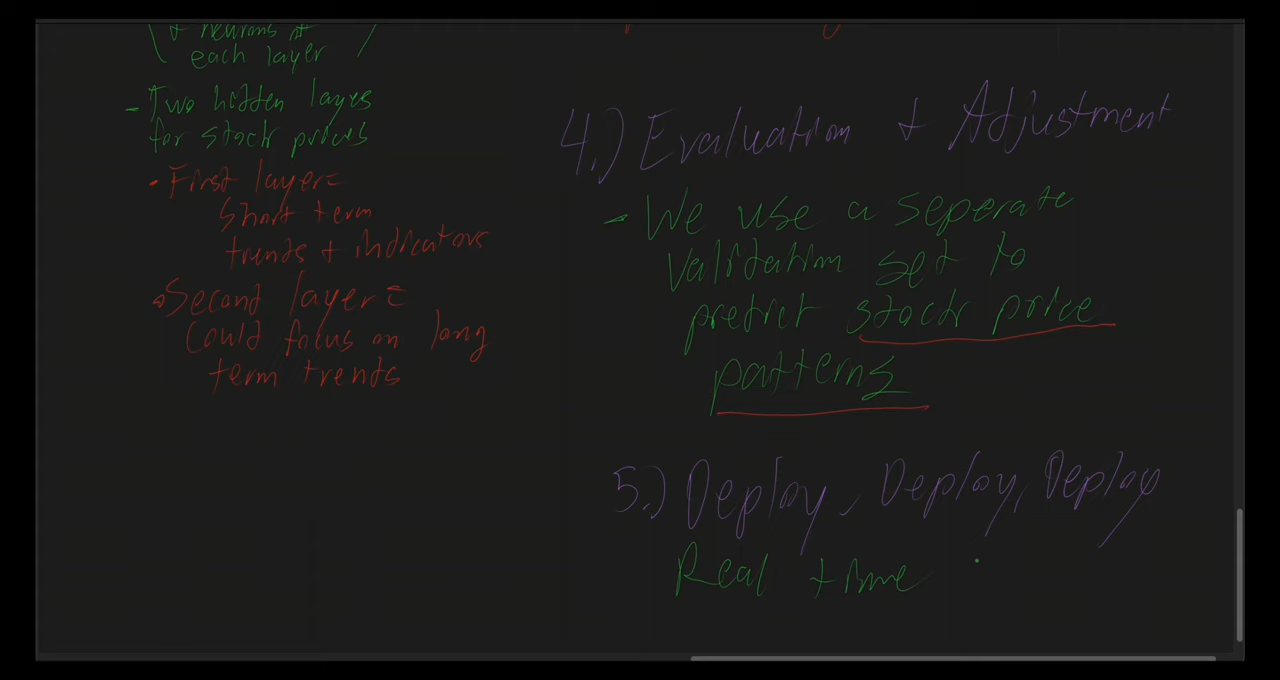 + neurons #
each layer
- Two hidden layes
for stock prices
• First layer =
short term
trends + indicators
• Second layer =
could focus on long
term trends
4.) Evaluation + Adjustment
- We use a seperate
validation set to
predict stock price
patterns
5.) Deploy, Deploy, Deploy
Real time